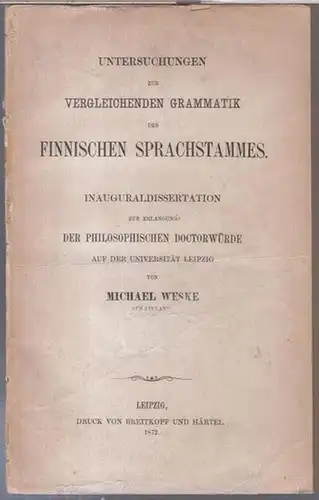 UNTERSUCHUNGEN
ZUR
VERGLEICHENDEN GRAMMATIK
DES
FINNISCHEN SPRACHSTAMMES.
INAUGURALDISSERTATION
ZUR ERLANGUNG
DER PHILOSOPHISCHEN DOCTORWÜRDE
AUF DER UNIVERSITÄT LEIPZIG
VON
MICHAEL WESKE
LEIPZIG,
DRUCK VON BREITKOPF UND HÄRTEL.
1872.